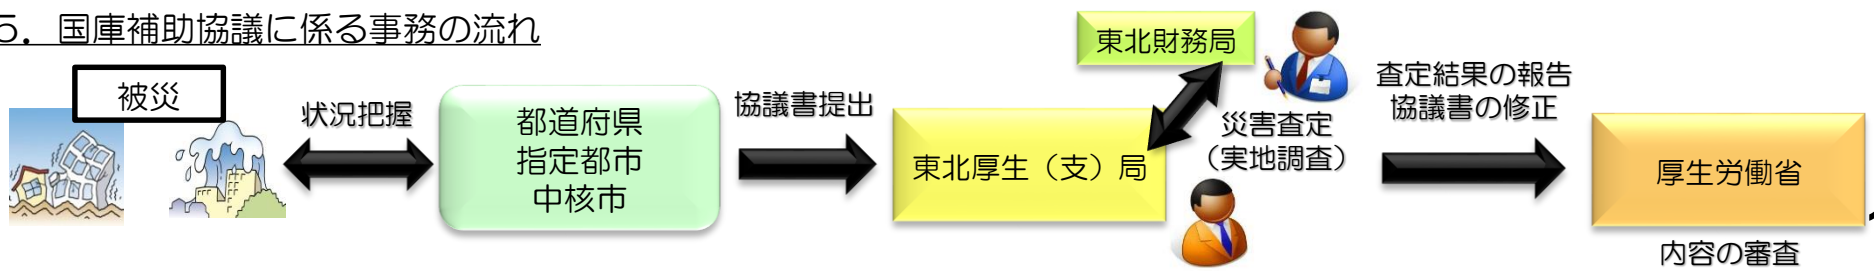 5．国庫補助協議に係る事務の流れ
被災
状況把握
都道府県
指定都市
中核市
協議書提出
東北厚生（支）局
東北財務局
災害査定
（実地調査）
査定結果の報告
協議書の修正
厚生労働省
内容の審査